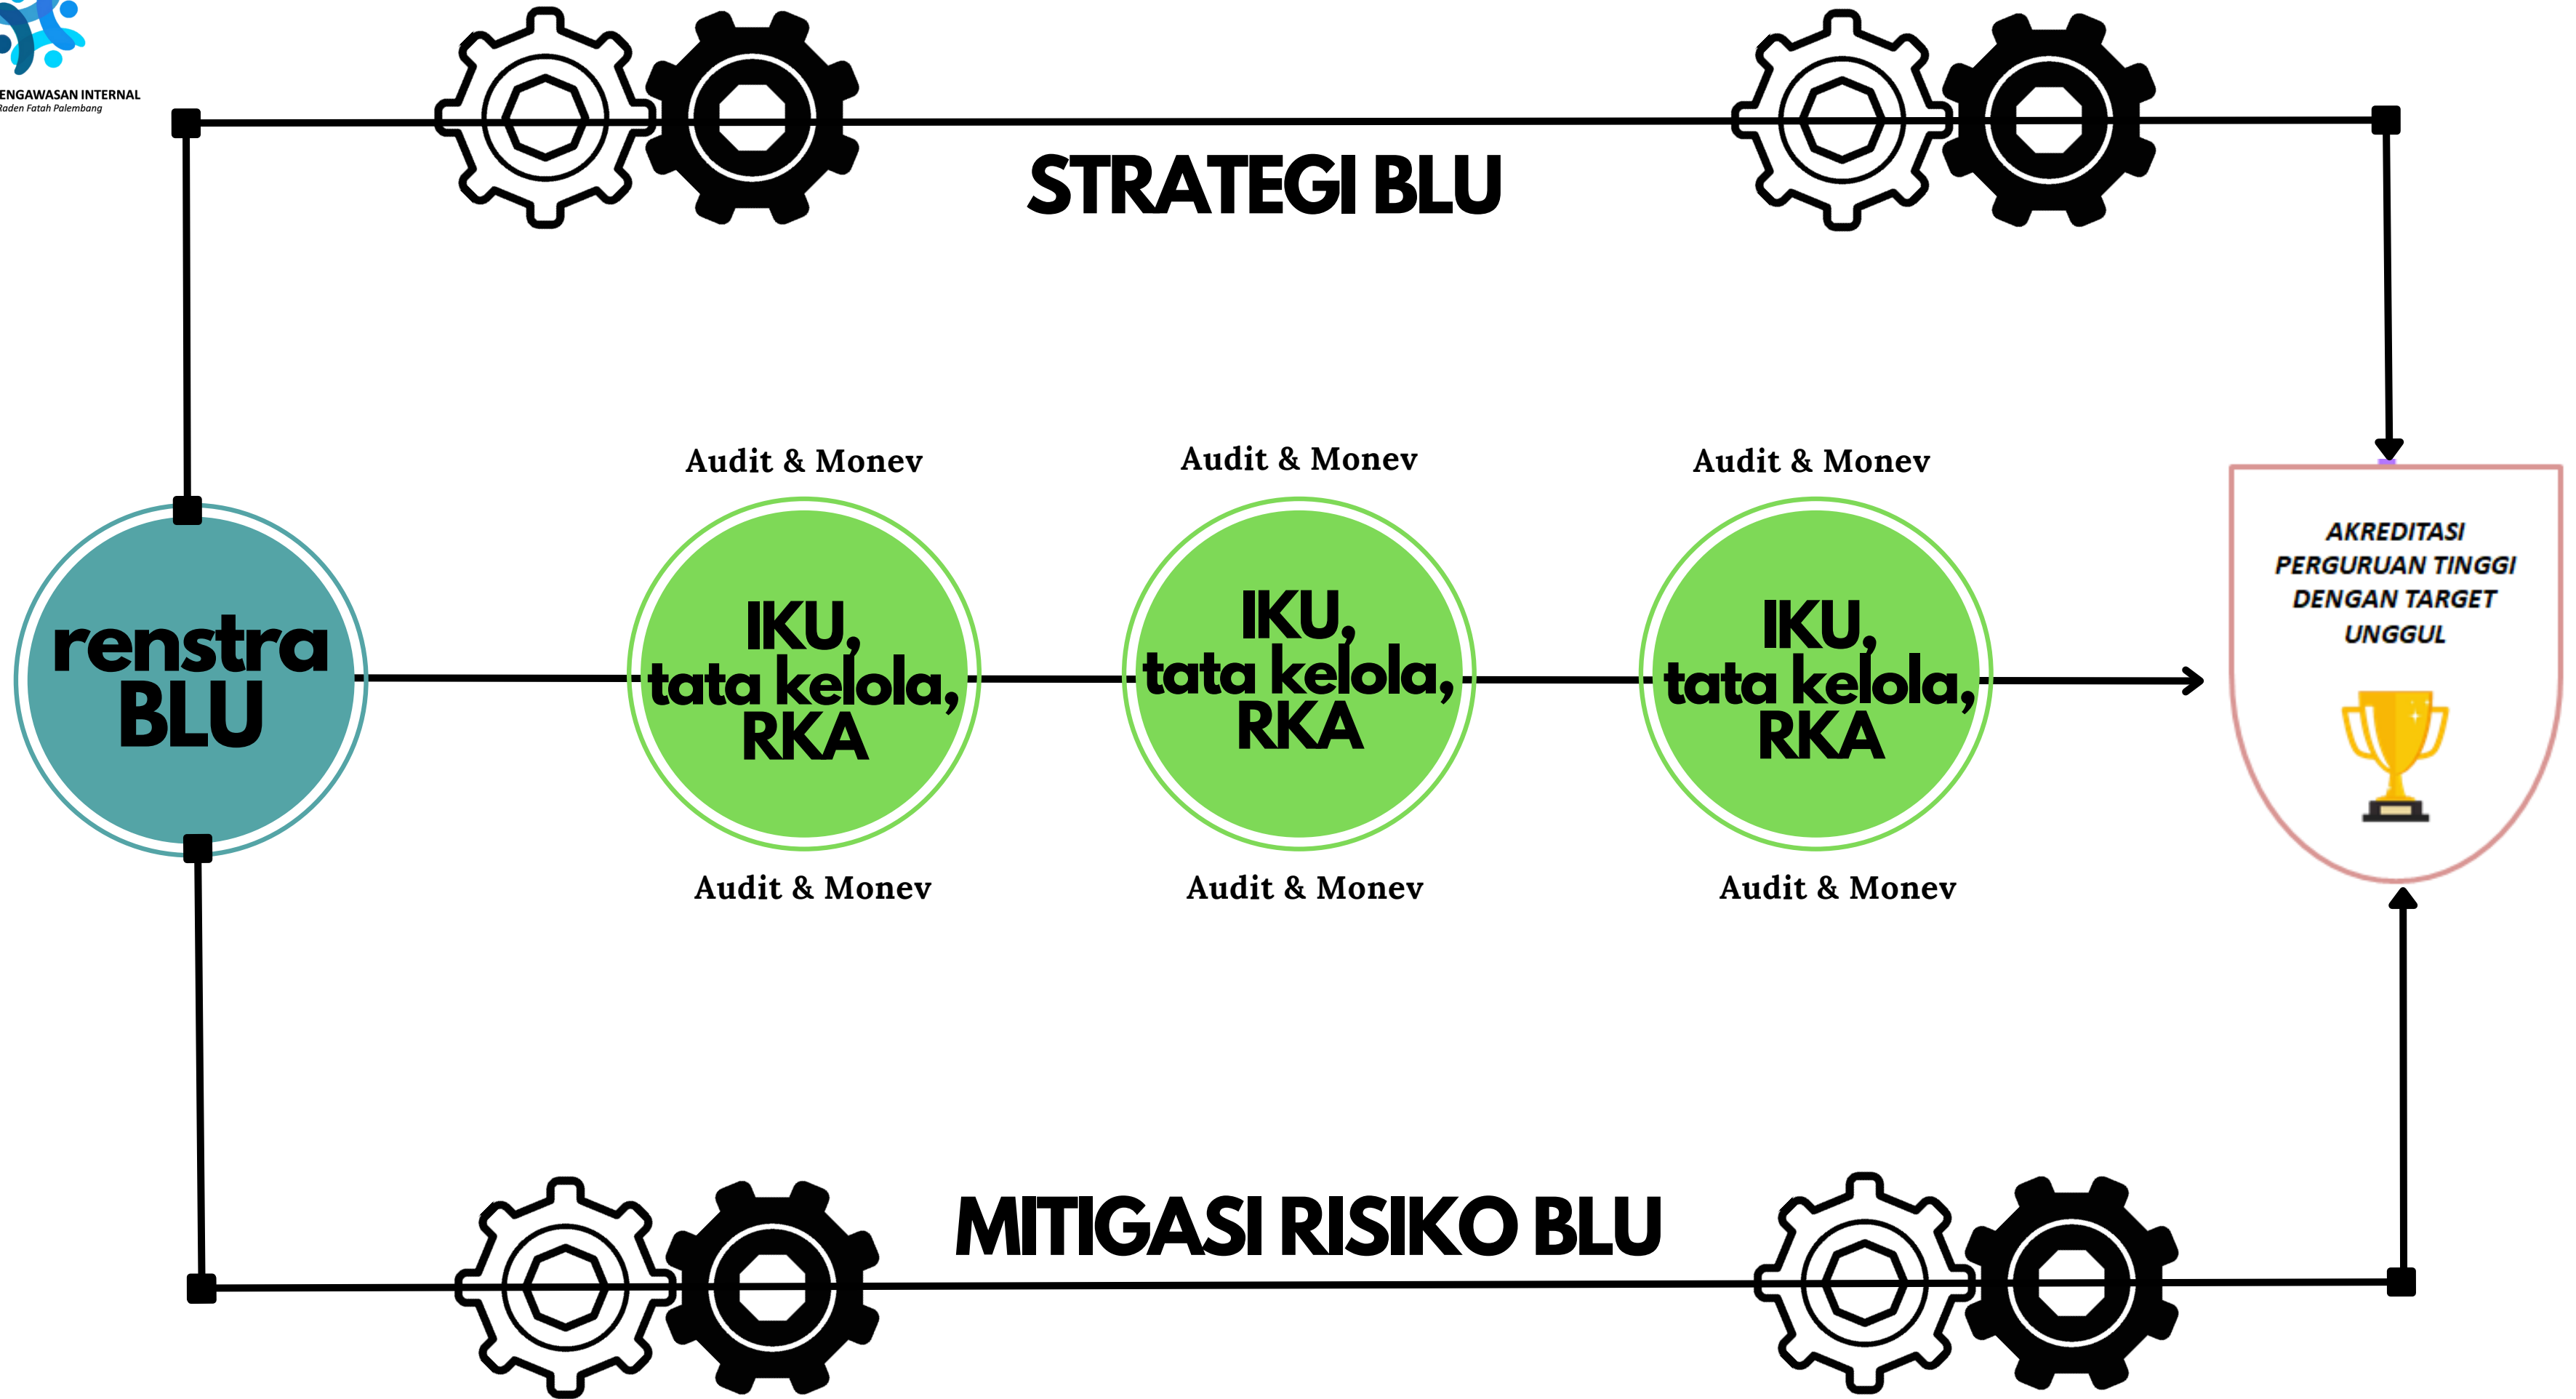 PENGAWASAN INTERNAL
Raden Fatah Palembang
STRATEGI BLU
Audit & Monev
Audit & Monev
Audit & Monev
renstra
BLU
IKU,
tata kelola,
RKA
IKU,
tata kelola,
RKA
IKU,
tata kelola,
RKA
AKREDITASI
PERGURUAN TINGGI
DENGAN TARGET
UNGGUL
Audit & Monev
Audit & Monev
Audit & Monev
MITIGASI RISIKO BLU